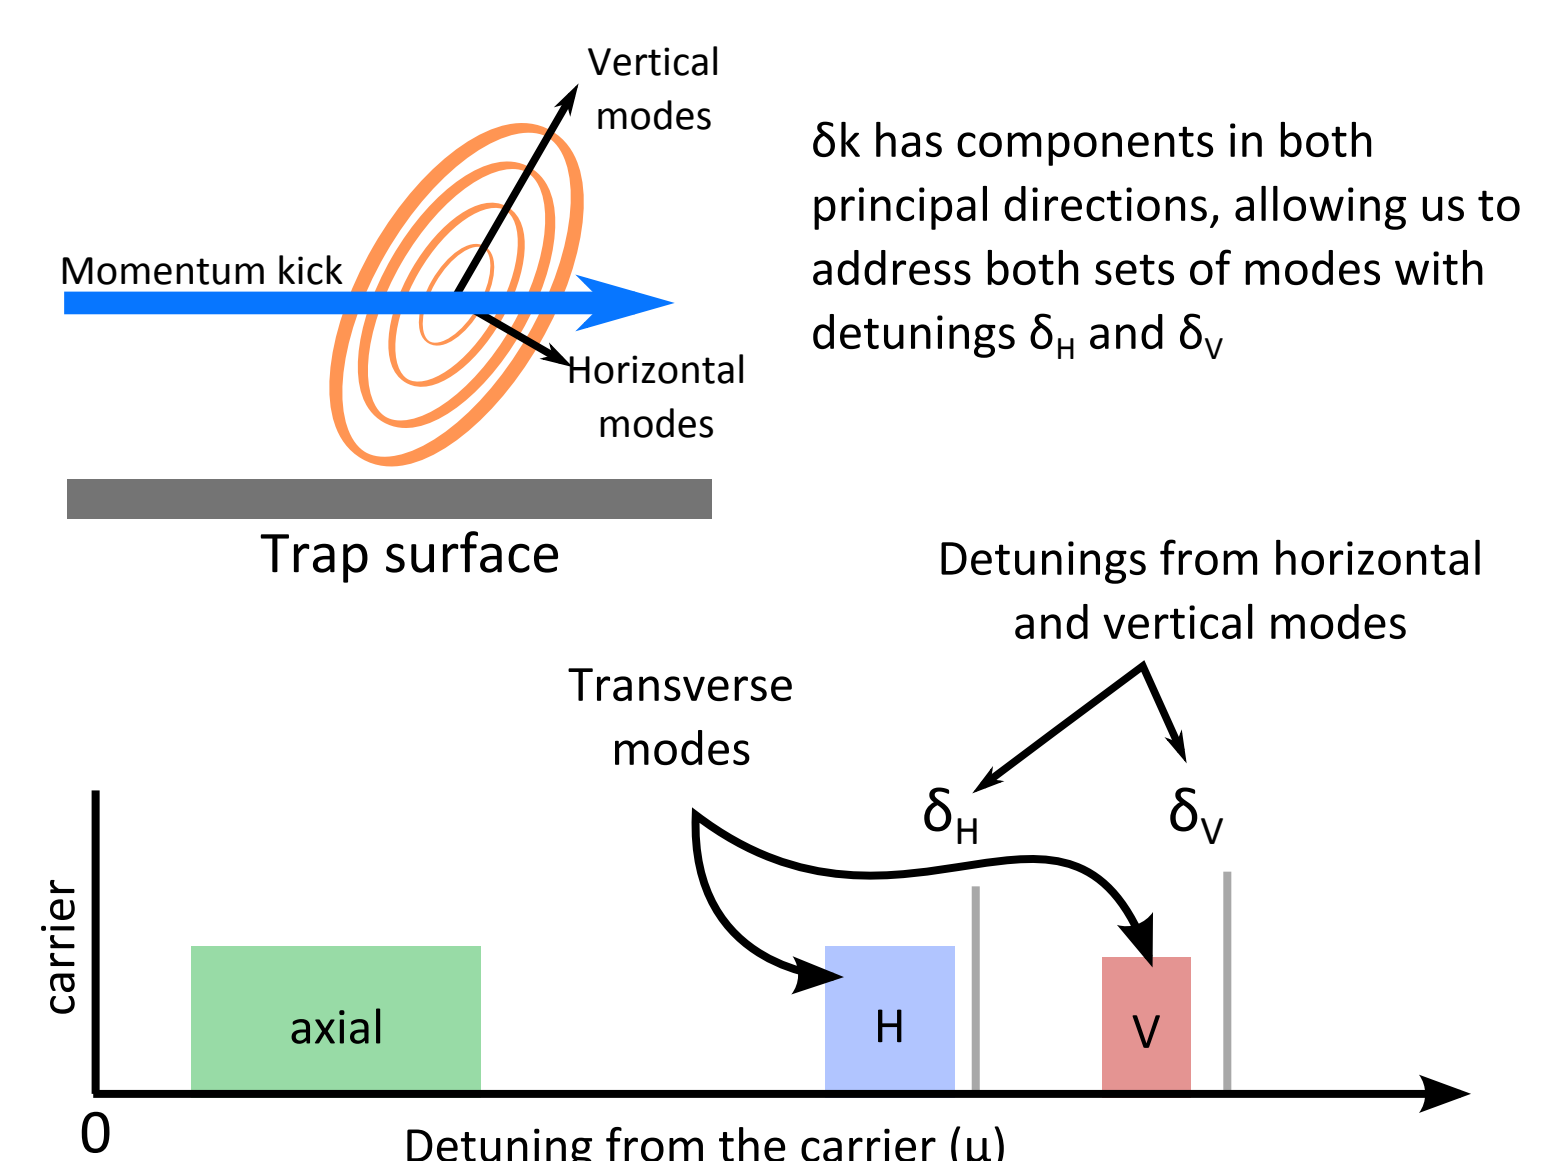 Vertical
modes
Momentum kick
Horizontal
modes
Trap surface
δk has components in both
principal directions, allowing us to
address both sets of modes with
detunings δH and δV
Detunings from horizontal
and vertical modes
Transverse
modes
δH
δV
carrier
axial
H
V
0
Detuning from the carrier (μ)